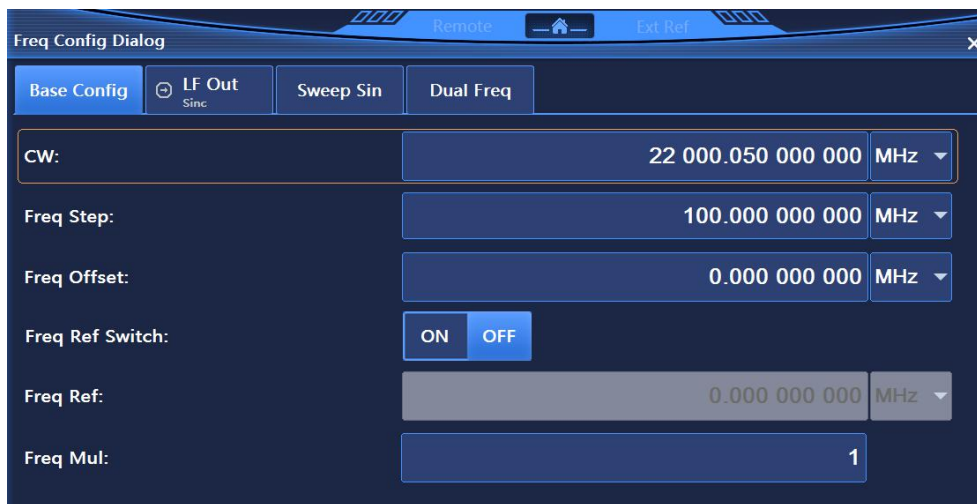 Remote Ext Ref
Freq Config Dialog
Base Config LF Out Sweep Sin Dual Freq
Sinc
CW: 22 000.050 000 000 MHz
Freq Step: 100.000 000 000 MHz
Freq Offset: 0.000 000 000 MHz
Freq Ref Switch: ON OFF
Freq Ref: 0.000 000 000 MHz
Freq Mul: 1